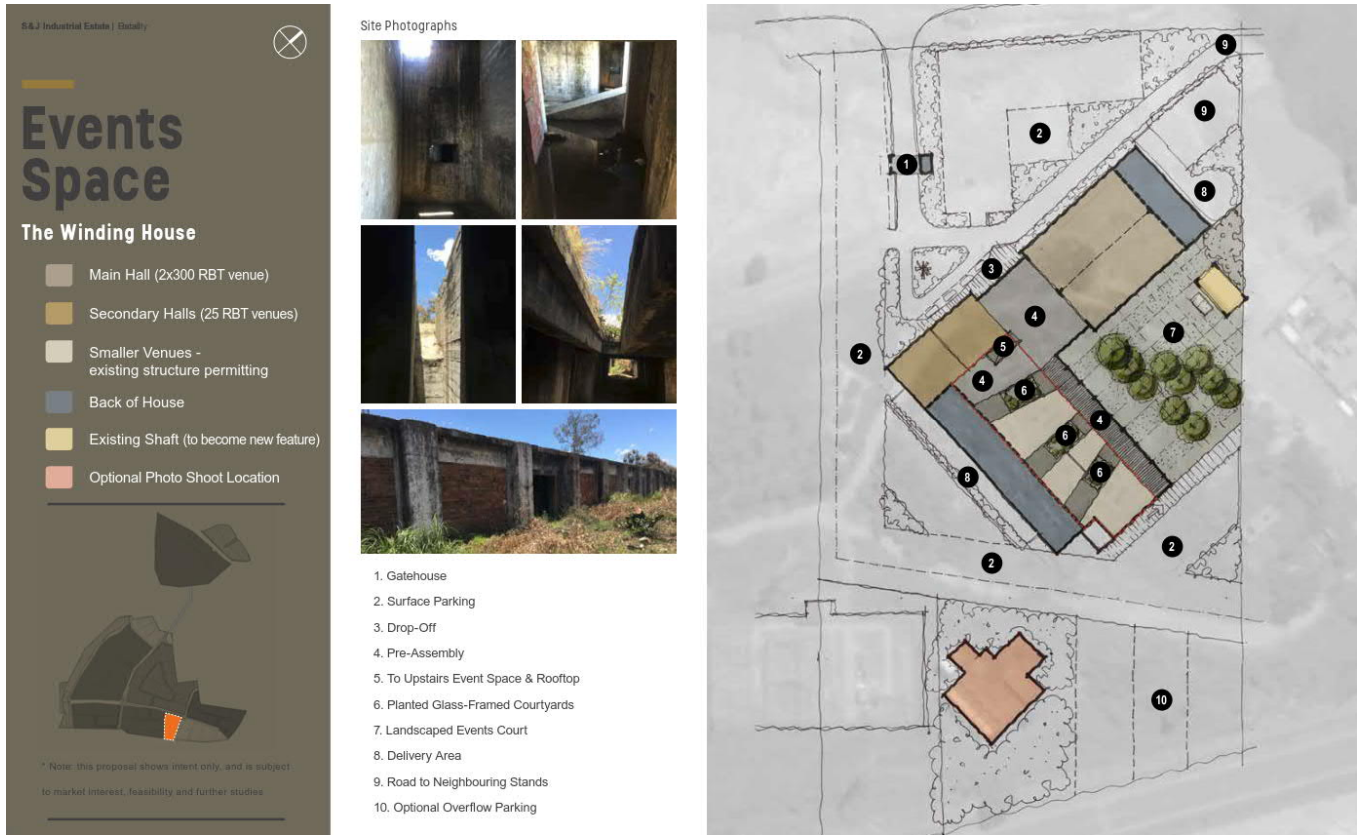 S&J Industrial Estate | Batality
Events
Space
The Winding House
Main Hall (2x300 RBT venue)
Secondary Halls (25 RBT venues)
Smaller Venues -
existing structure permitting
Back of House
Existing Shaft (to become new feature)
Optional Photo Shoot Location
* Note: this proposal shows intent only, and is subject
to market interest, feasibility and further studies
Site Photographs
1. Gatehouse
2. Surface Parking
3. Drop-Off
4. Pre-Assembly
5. To Upstairs Event Space & Rooftop
6. Planted Glass-Framed Courtyards
7. Landscaped Events Court
8. Delivery Area
9. Road to Neighbouring Stands
10. Optional Overflow Parking
9
9
2
1
8
3
4
7
5
2
4
6
4
6
6
8
2
2
10